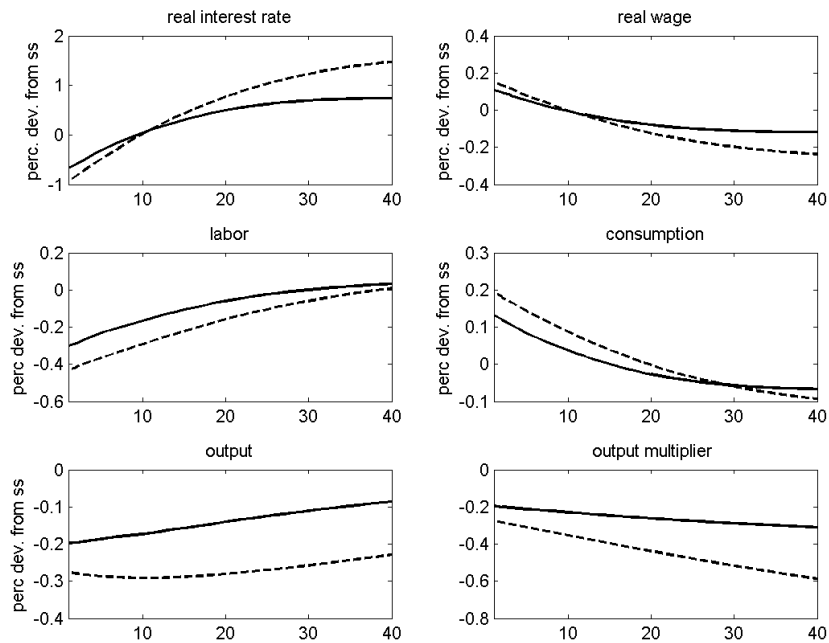 real interest rate
perc. dev. from ss
2
1
0
-1
10 20 30 40
real wage
perc. dev. from ss
0.4
0.2
0
-0.2
-0.4
10 20 30 40
labor
perc dev. from ss
0.2
0
-0.2
-0.4
-0.6
10 20 30 40
consumption
perc. dev. from ss
0.3
0.2
0.1
0
-0.1
10 20 30 40
output
perc. dev. from ss
0
-0.1
-0.2
-0.3
-0.4
10 20 30 40
output multiplier
perc. dev. from ss
0
-0.2
-0.4
-0.6
-0.8
10 20 30 40